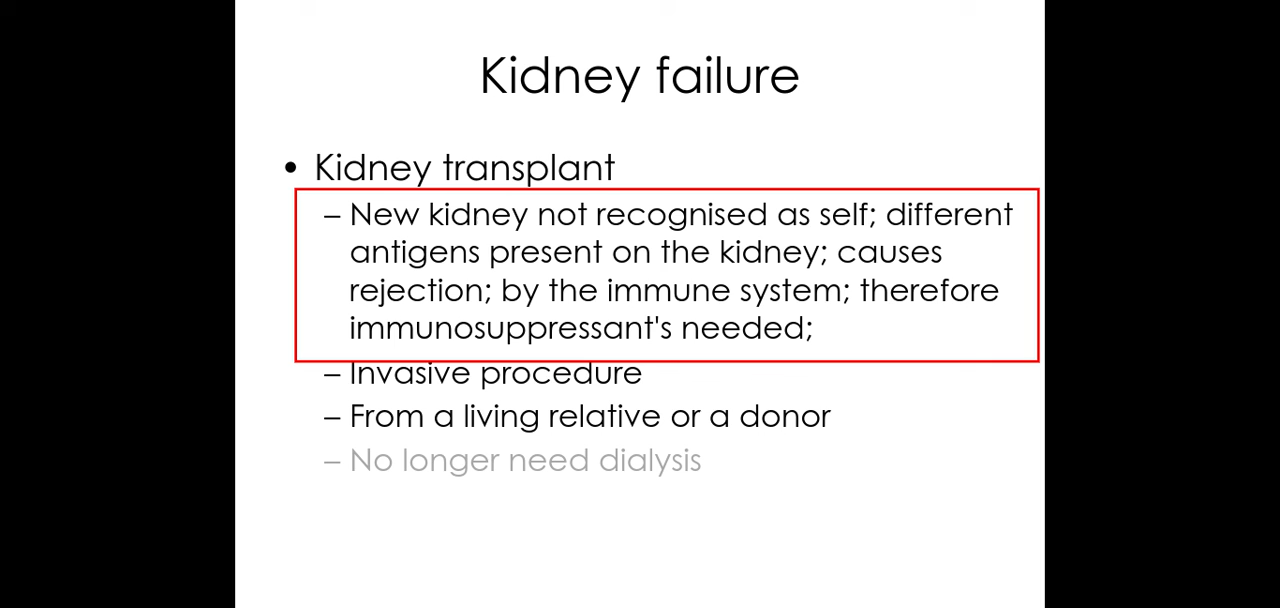 Kidney failure
• Kidney transplant
– New kidney not recognised as self; different
antigens present on the kidney; causes
rejection; by the immune system; therefore
immunosuppressant's needed;
– Invasive procedure
– From a living relative or a donor
– No longer need dialysis